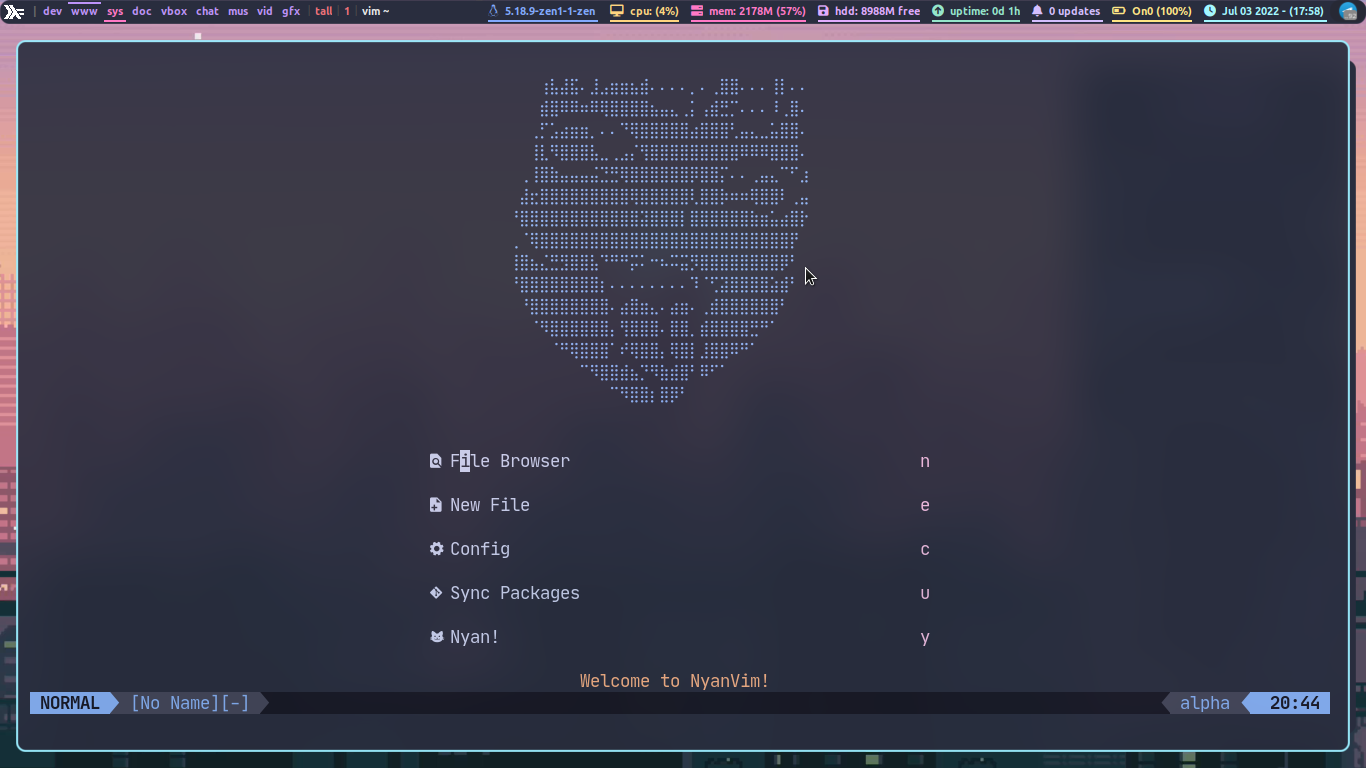 | dev www sys doc vbox chat mus vid gfx | tall | 1 | vim ~ 5.18.9-zen1-1-zen cpu: (4%) mem: 2178M (57%) hdd: 8988M free uptime: 0d 1h 0 updates On0 (100%) Jul 03 2022 - (17:58)
File Browser n
New File e
Config c
Sync Packages u
Nyan! y
Welcome to NyanVim!
NORMAL [No Name][-] alpha 20:44